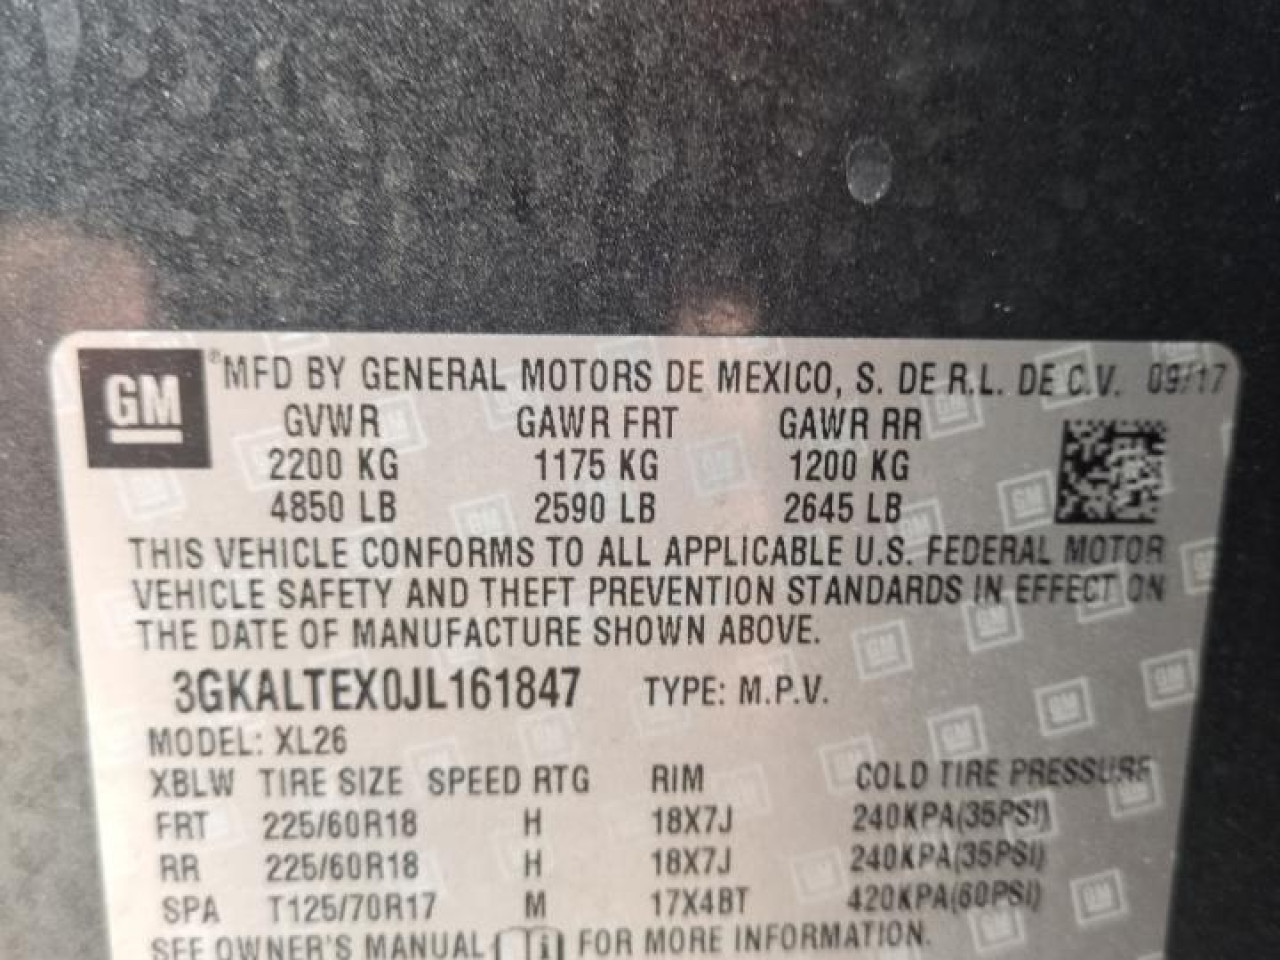 GM ® MFD BY GENERAL MOTORS DE MEXICO, S. DE R.L. DE C.V. 09/17
GVWR GAWR FRT GAWR RR
2200 KG 1175 KG 1200 KG
4850 LB 2590 LB 2645 LB
THIS VEHICLE CONFORMS TO ALL APPLICABLE U.S. FEDERAL MOTOR
VEHICLE SAFETY AND THEFT PREVENTION STANDARDS IN EFFECT ON
THE DATE OF MANUFACTURE SHOWN ABOVE.
3GKALTEX0JL161847 TYPE: M.P.V.
MODEL: XL26
XBLW TIRE SIZE SPEED RTG RIM COLD TIRE PRESSURE
FRT 225/60R18 H 18X7J 240KPA(35PSI)
RR 225/60R18 H 18X7J 240KPA(35PSI)
SPA T125/70R17 M 17X4BT 420KPA(60PSI)
SEE OWNER'S MANUAL i FOR MORE INFORMATION.